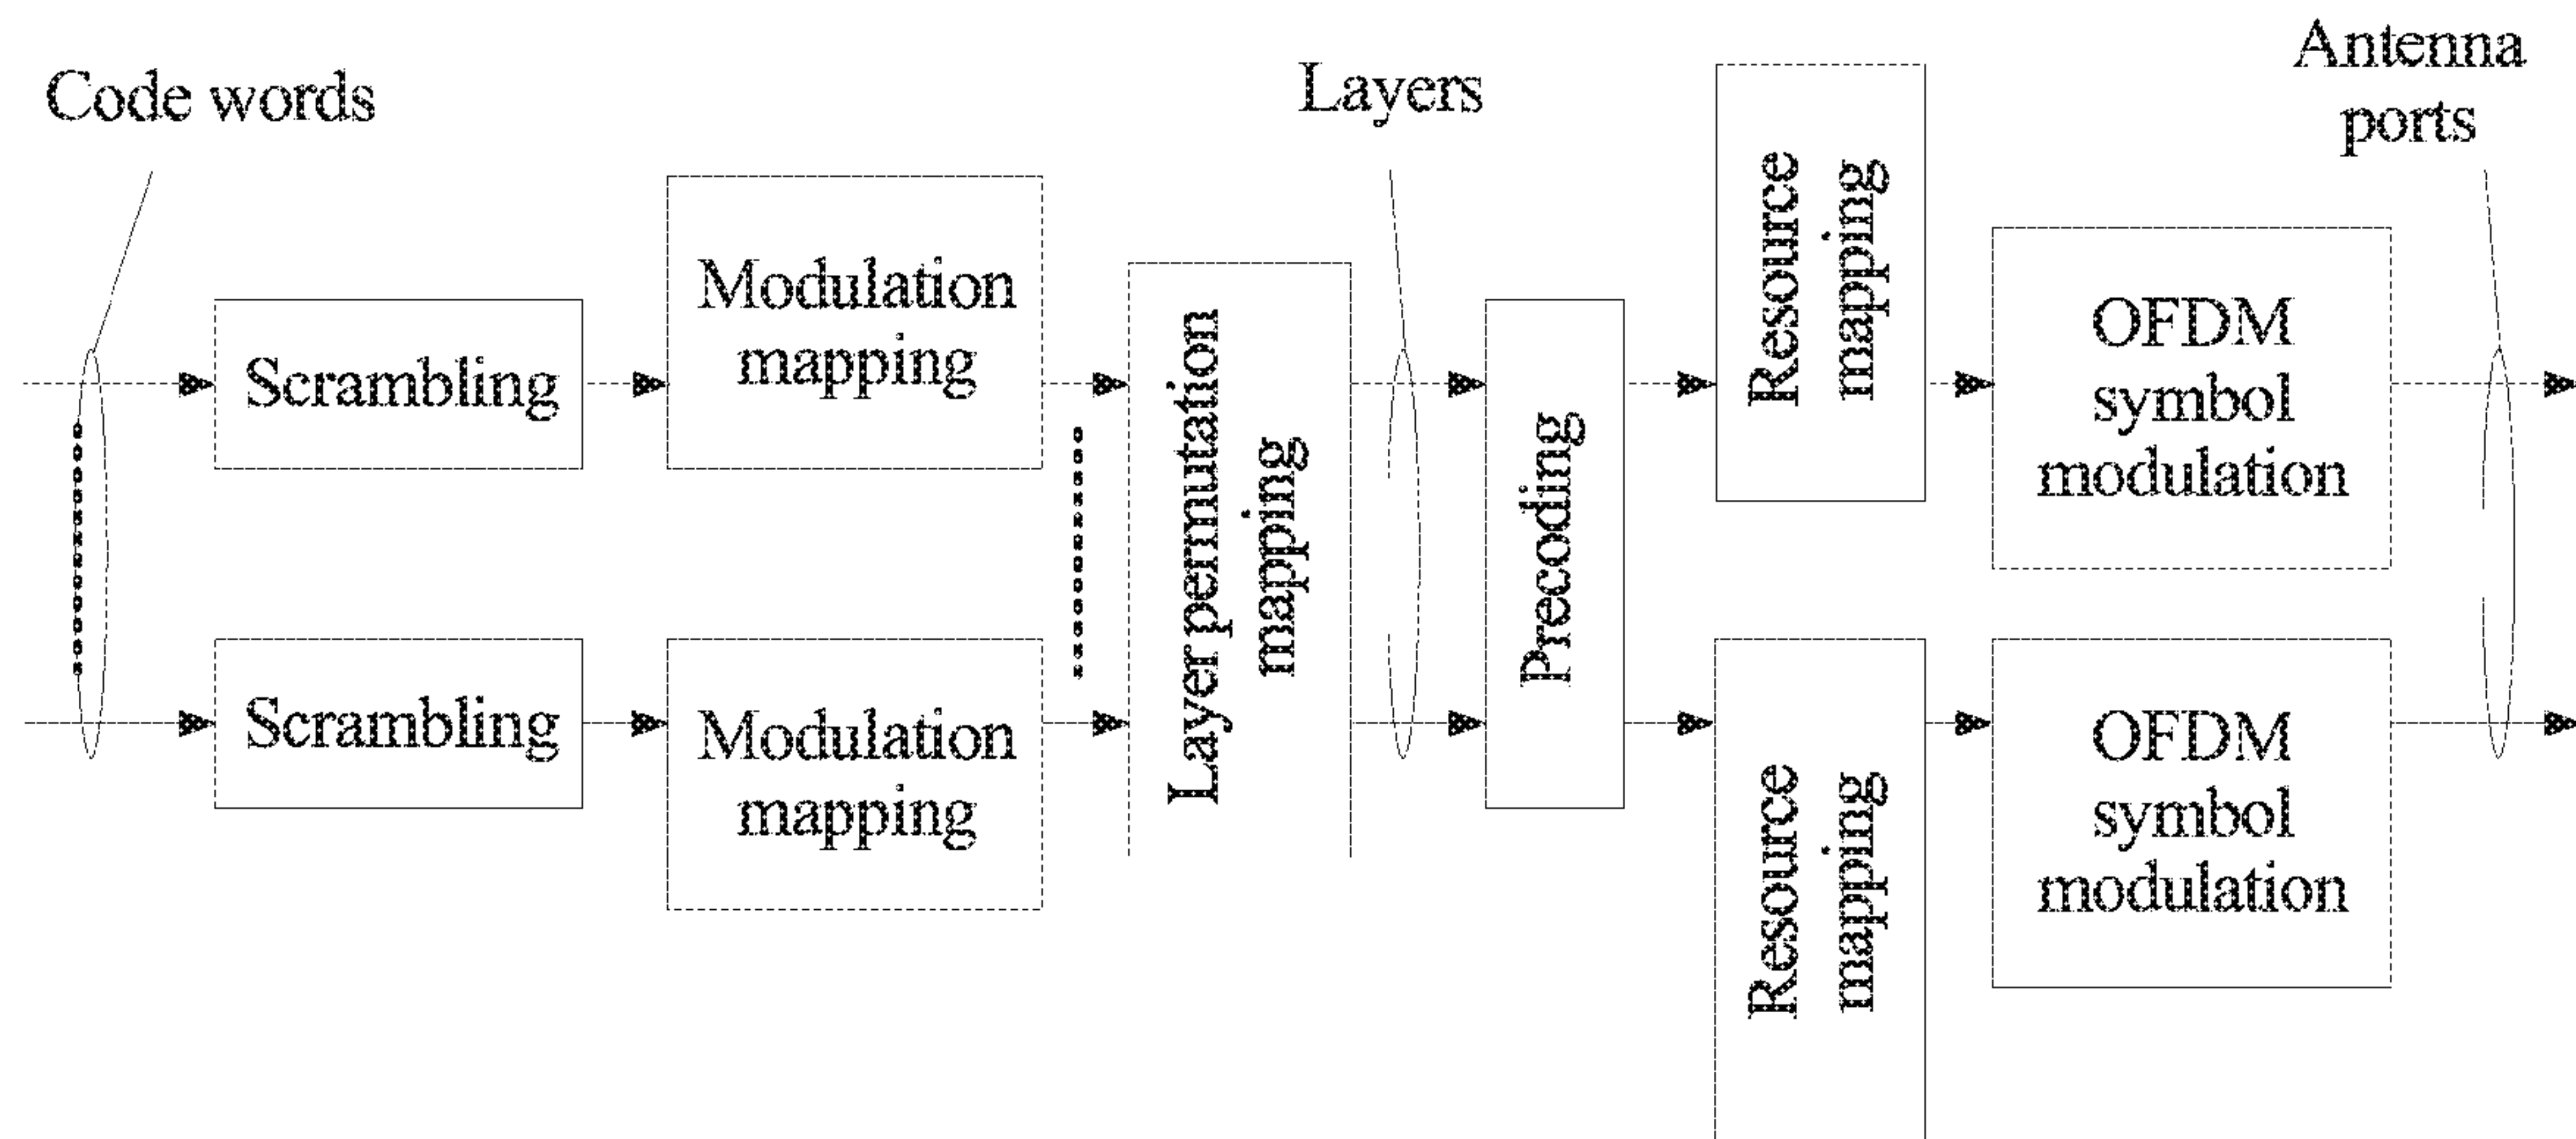 Code words
Layers
Antenna
ports
Scrambling
Modulation
mapping
Layer permutation
mapping
Precoding
Resource
mapping
OFDM
symbol
modulation
Scrambling
Modulation
mapping
Resource
mapping
OFDM
symbol
modulation